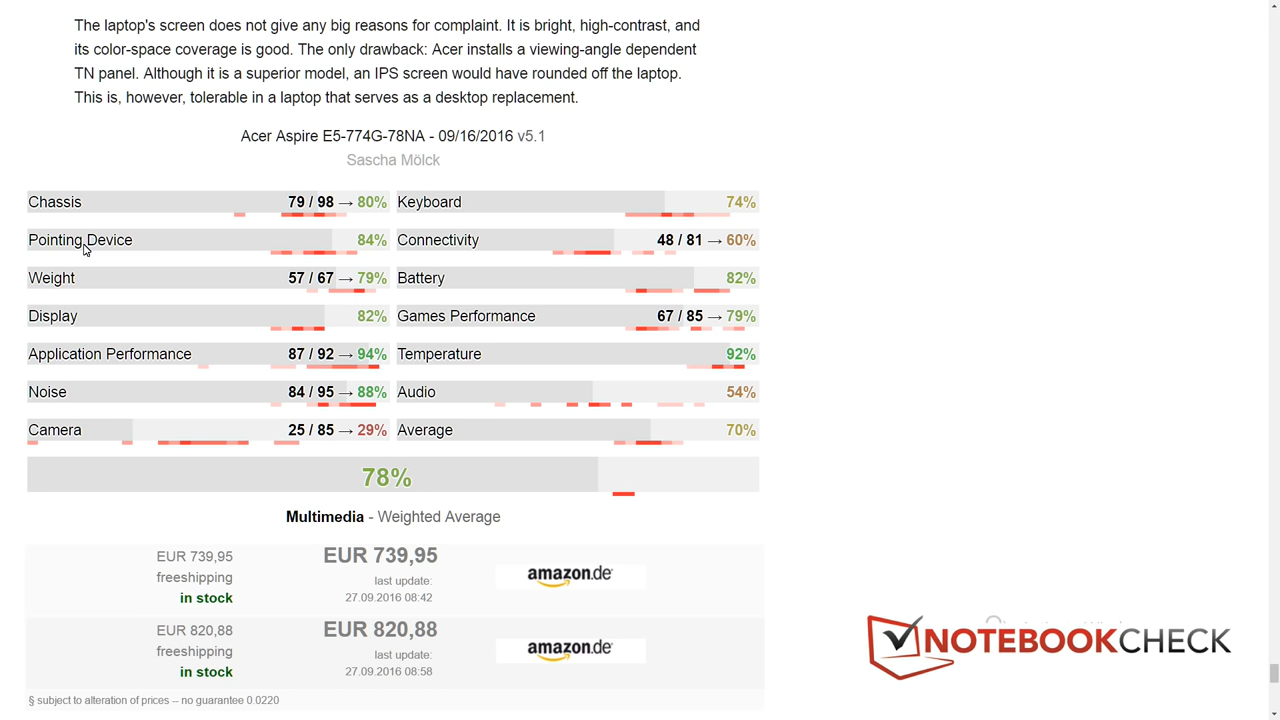 The laptop's screen does not give any big reasons for complaint. It is bright, high-contrast, and
its color-space coverage is good. The only drawback: Acer installs a viewing-angle dependent
TN panel. Although it is a superior model, an IPS screen would have rounded off the laptop.
This is, however, tolerable in a laptop that serves as a desktop replacement.
Acer Aspire E5-774G-78NA - 09/16/2016 v5.1
Sascha Mölck
Chassis 79 / 98 → 80% Keyboard 74%
Pointing Device 84% Connectivity 48 / 81 → 60%
Weight 57 / 67 → 79% Battery 82%
Display 82% Games Performance 67 / 85 → 79%
Application Performance 87 / 92 → 94% Temperature 92%
Noise 84 / 95 → 88% Audio 54%
Camera 25 / 85 → 29% Average 70%
78%
Multimedia - Weighted Average
EUR 739,95 EUR 739,95 amazon.de
freeshipping last update:
in stock 27.09.2016 08:42
EUR 820,88 EUR 820,88 amazon.de
freeshipping last update:
in stock 27.09.2016 08:58
§ subject to alteration of prices -- no guarantee 0.0220
NOTEBOOKCHECK